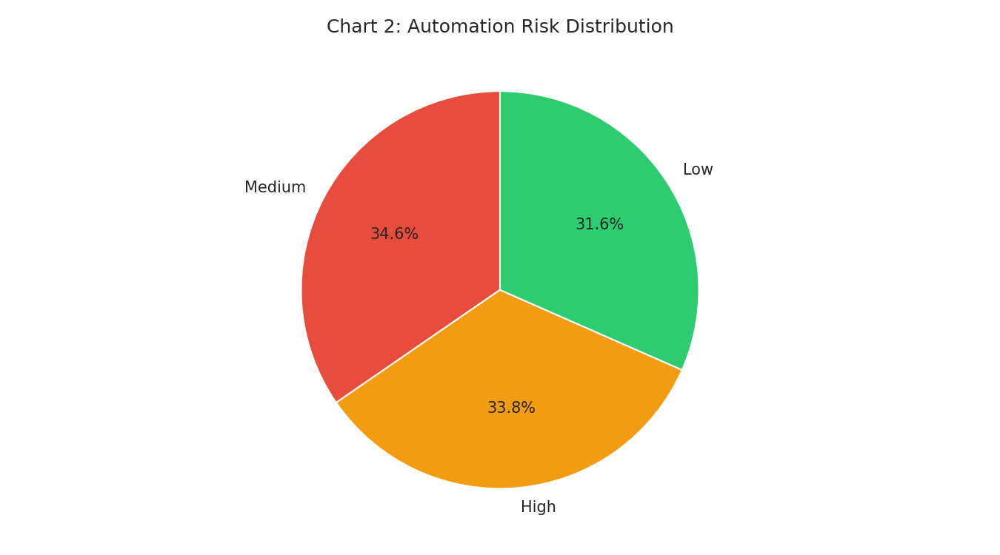 Chart 2: Automation Risk Distribution
Low
Medium
31.6%
34.6%
33.8%
High